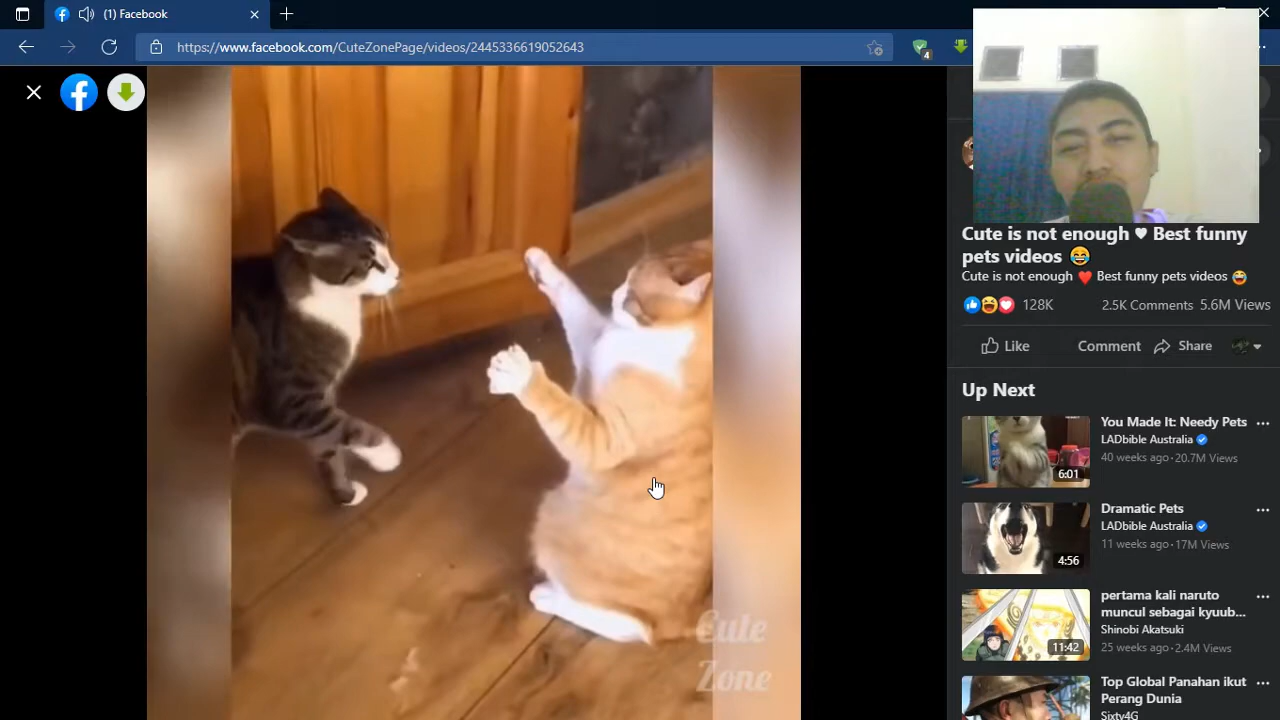 (1) Facebook
https://www.facebook.com/CuteZonePage/videos/2445336619052643
4
Cute
Zone
Cute is not enough ♥ Best funny
pets videos 😂
Cute is not enough ❤️ Best funny pets videos 😂
128K 2.5K Comments 5.6M Views
Like Comment Share
Up Next
You Made It: Needy Pets
LADbible Australia
40 weeks ago · 20.7M Views
6:01
Dramatic Pets
LADbible Australia
11 weeks ago · 17M Views
4:56
pertama kali naruto
muncul sebagai kyuub...
Shinobi Akatsuki
25 weeks ago · 2.4M Views
11:42
Top Global Panahan ikut
Perang Dunia
Sixty4G